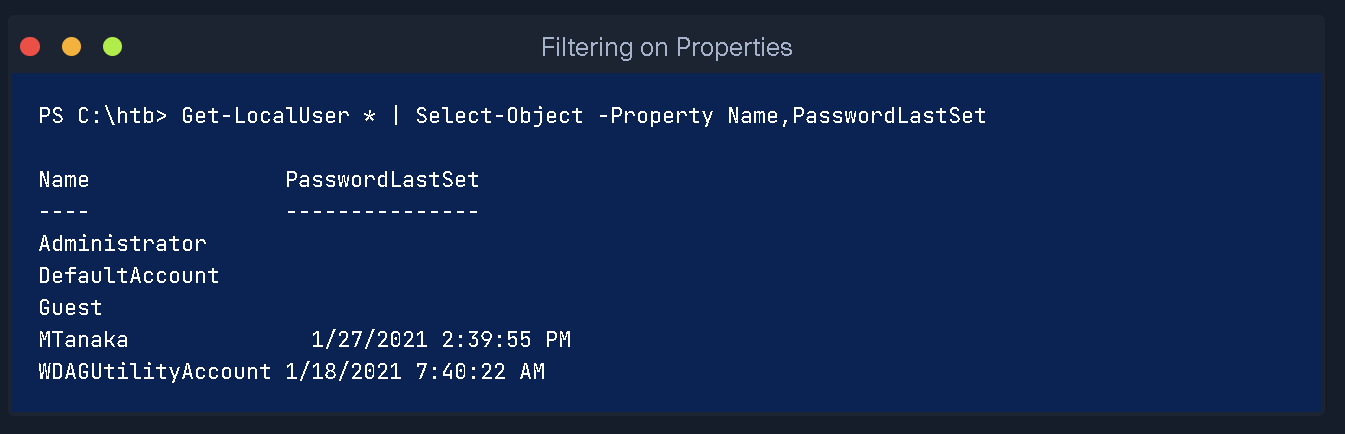 Filtering on Properties
PS C:\htb> Get-LocalUser * | Select-Object -Property Name,PasswordLastSet
Name               PasswordLastSet
----               ---------------
Administrator
DefaultAccount
Guest
MTanaka              1/27/2021 2:39:55 PM
WDAGUtilityAccount 1/18/2021 7:40:22 AM